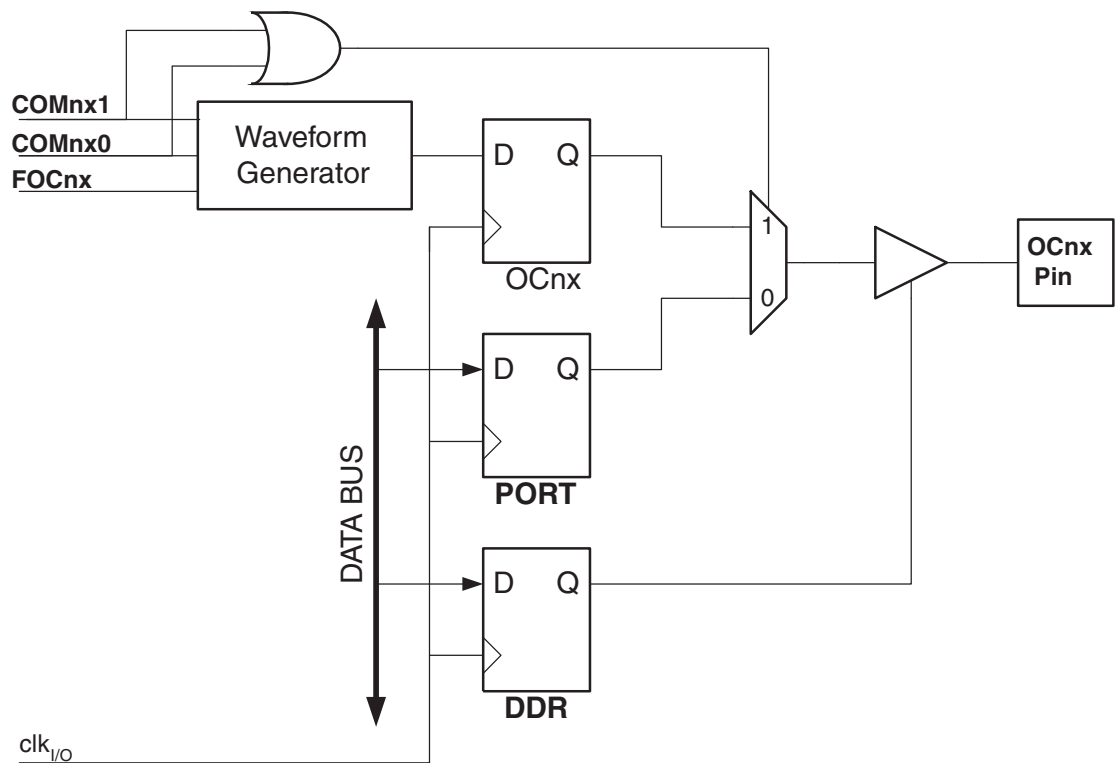 COMnx1
COMnx0
FOCnx
Waveform
Generator
D Q
OCnx
1
0
OCnx
Pin
D Q
PORT
DATA BUS
D Q
DDR
clkI/O